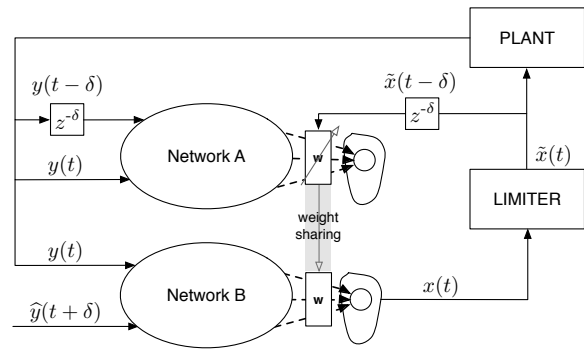 PLANT
y(t − δ)
x̃(t − δ)
z^{-δ}
z^{-δ}
x̃(t)
Network A
w
y(t)
LIMITER
weight
sharing
y(t)
Network B
w
x(t)
ŷ(t + δ)